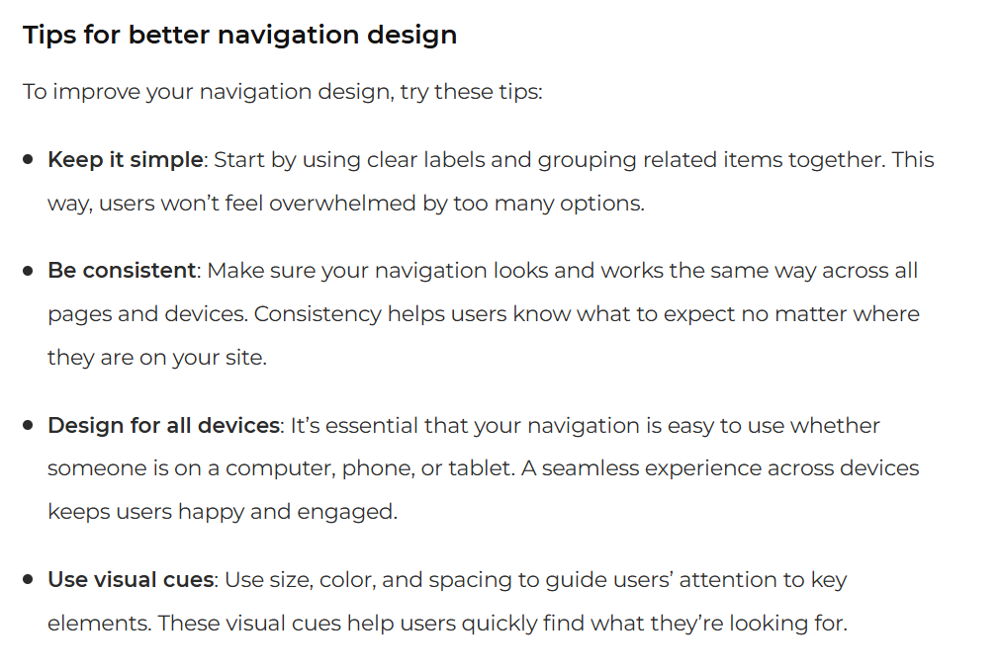 Tips for better navigation design
To improve your navigation design, try these tips:
• Keep it simple: Start by using clear labels and grouping related items together. This
way, users won’t feel overwhelmed by too many options.
• Be consistent: Make sure your navigation looks and works the same way across all
pages and devices. Consistency helps users know what to expect no matter where
they are on your site.
• Design for all devices: It’s essential that your navigation is easy to use whether
someone is on a computer, phone, or tablet. A seamless experience across devices
keeps users happy and engaged.
• Use visual cues: Use size, color, and spacing to guide users’ attention to key
elements. These visual cues help users quickly find what they’re looking for.